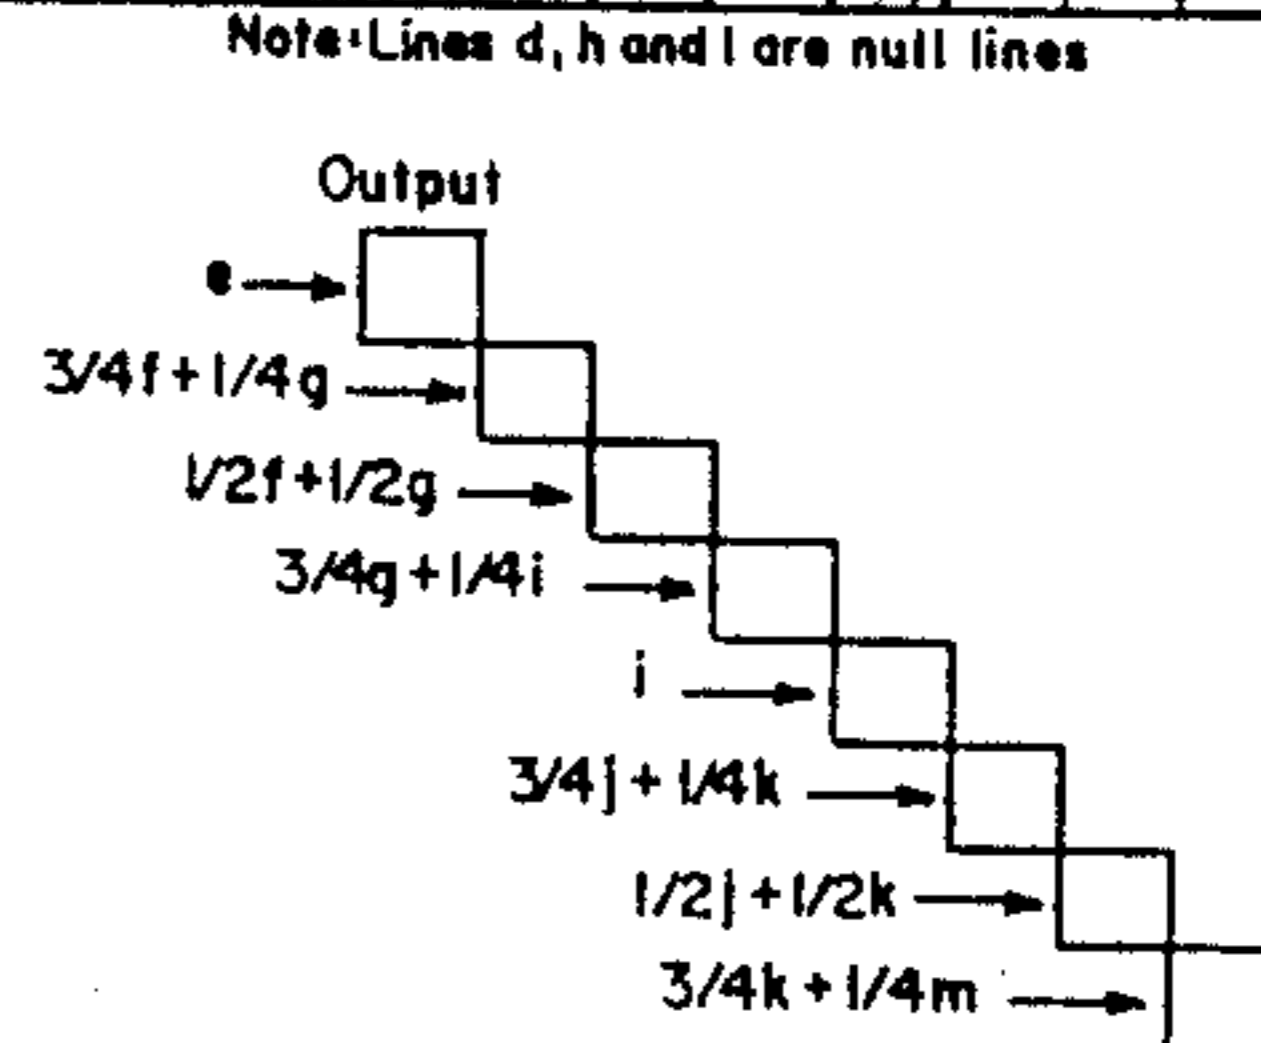 Note: Lines d, h and l are null lines
Output
e
3/4f+1/4g
1/2f+1/2g
3/4g+1/4i
i
3/4j+1/4k
1/2j+1/2k
3/4k+1/4m